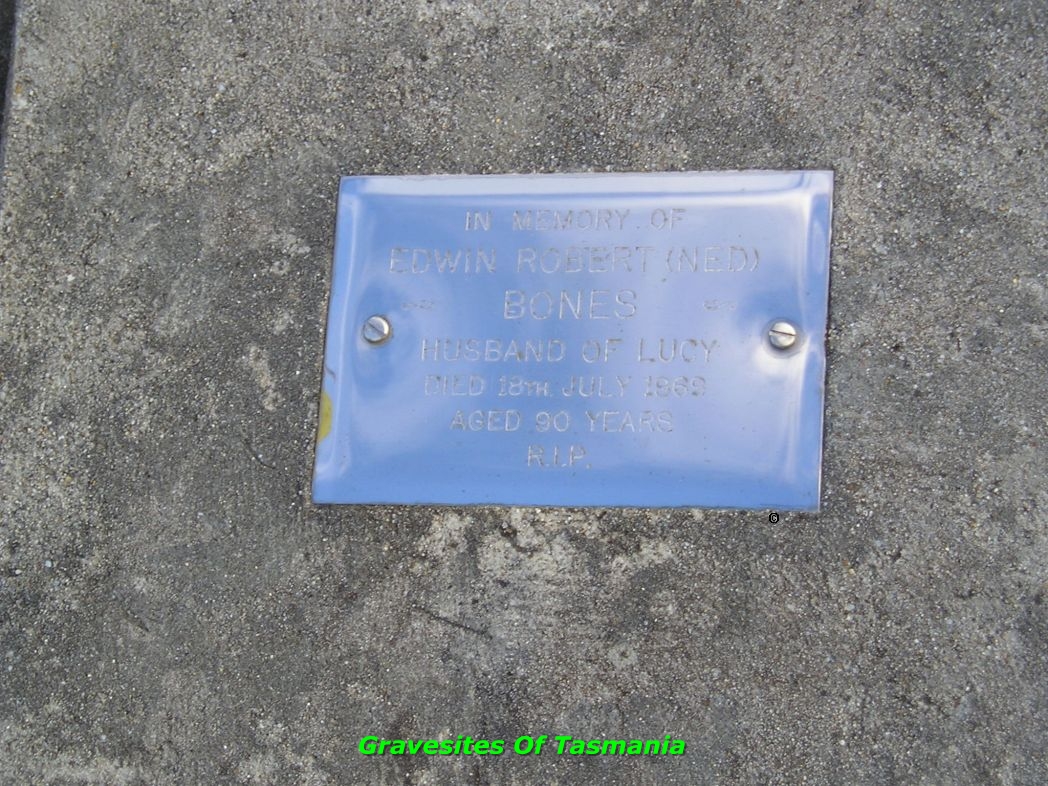 IN MEMORY OF
EDWIN ROBERT (NED)
BONES
HUSBAND OF LUCY
DIED 18TH. JULY 1969
AGED 90 YEARS
R.I.P.
©
Gravesites Of Tasmania